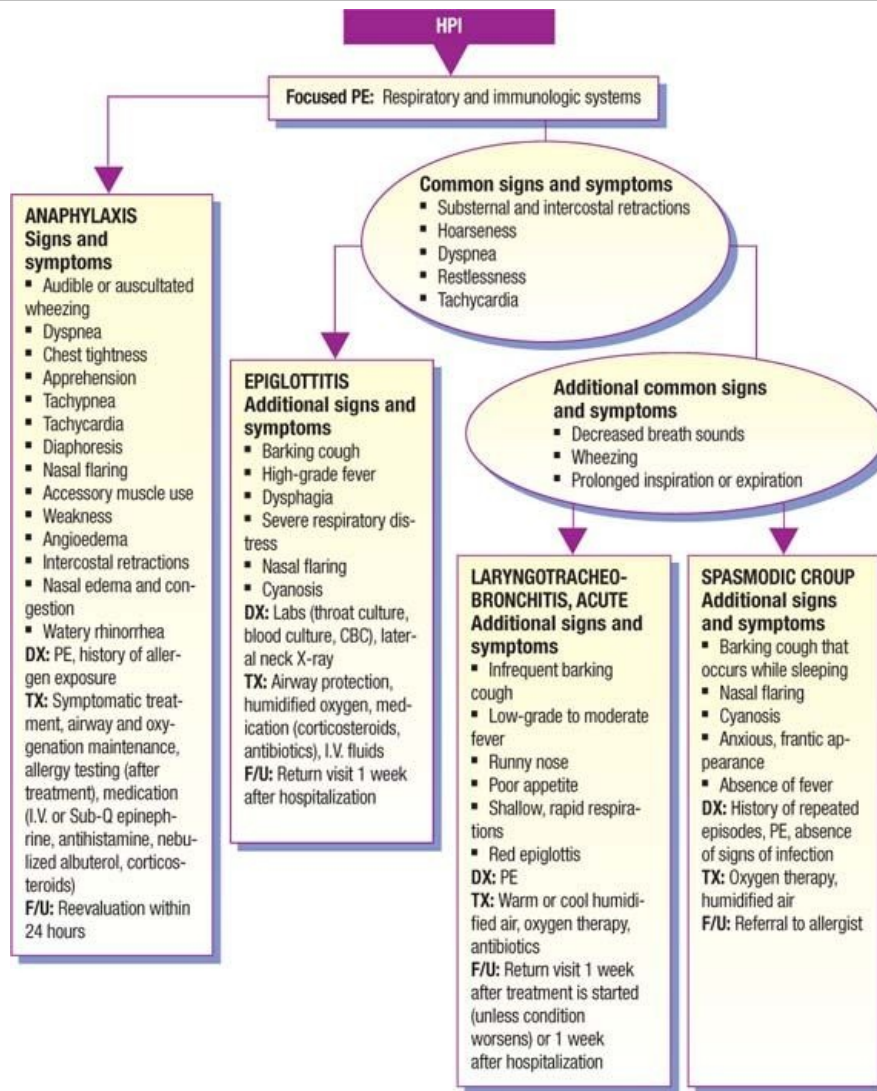 HPI
Focused PE: Respiratory and immunologic systems
Common signs and symptoms
▪ Substernal and intercostal retractions
▪ Hoarseness
▪ Dyspnea
▪ Restlessness
▪ Tachycardia
ANAPHYLAXIS
Signs and
symptoms
▪ Audible or auscultated
wheezing
▪ Dyspnea
▪ Chest tightness
▪ Apprehension
▪ Tachypnea
▪ Tachycardia
▪ Diaphoresis
▪ Nasal flaring
▪ Accessory muscle use
▪ Weakness
▪ Angioedema
▪ Intercostal retractions
▪ Nasal edema and con-
gestion
▪ Watery rhinorrhea
DX: PE, history of aller-
gen exposure
TX: Symptomatic treat-
ment, airway and oxy-
genation maintenance,
allergy testing (after
treatment), medication
(I.V. or Sub-Q epineph-
rine, antihistamine, nebu-
lized albuterol, corticos-
teroids)
F/U: Reevaluation within
24 hours
EPIGLOTTITIS
Additional signs and
symptoms
▪ Barking cough
▪ High-grade fever
▪ Dysphagia
▪ Severe respiratory dis-
tress
▪ Nasal flaring
▪ Cyanosis
DX: Labs (throat culture,
blood culture, CBC), later-
al neck X-ray
TX: Airway protection,
humidified oxygen, med-
ication (corticosteroids,
antibiotics), I.V. fluids
F/U: Return visit 1 week
after hospitalization
Additional common signs
and symptoms
▪ Decreased breath sounds
▪ Wheezing
▪ Prolonged inspiration or expiration
LARYNGOTRACHEO-
BRONCHITIS, ACUTE
Additional signs and
symptoms
▪ Infrequent barking
cough
▪ Low-grade to moderate
fever
▪ Runny nose
▪ Poor appetite
▪ Shallow, rapid respira-
tions
▪ Red epiglottis
DX: PE
TX: Warm or cool humidi-
fied air, oxygen therapy,
antibiotics
F/U: Return visit 1 week
after treatment is started
(unless condition
worsens) or 1 week
after hospitalization
SPASMODIC CROUP
Additional signs
and symptoms
▪ Barking cough that
occurs while sleeping
▪ Nasal flaring
▪ Cyanosis
▪ Anxious, frantic ap-
pearance
▪ Absence of fever
DX: History of repeated
episodes, PE, absence
of signs of infection
TX: Oxygen therapy,
humidified air
F/U: Referral to allergist